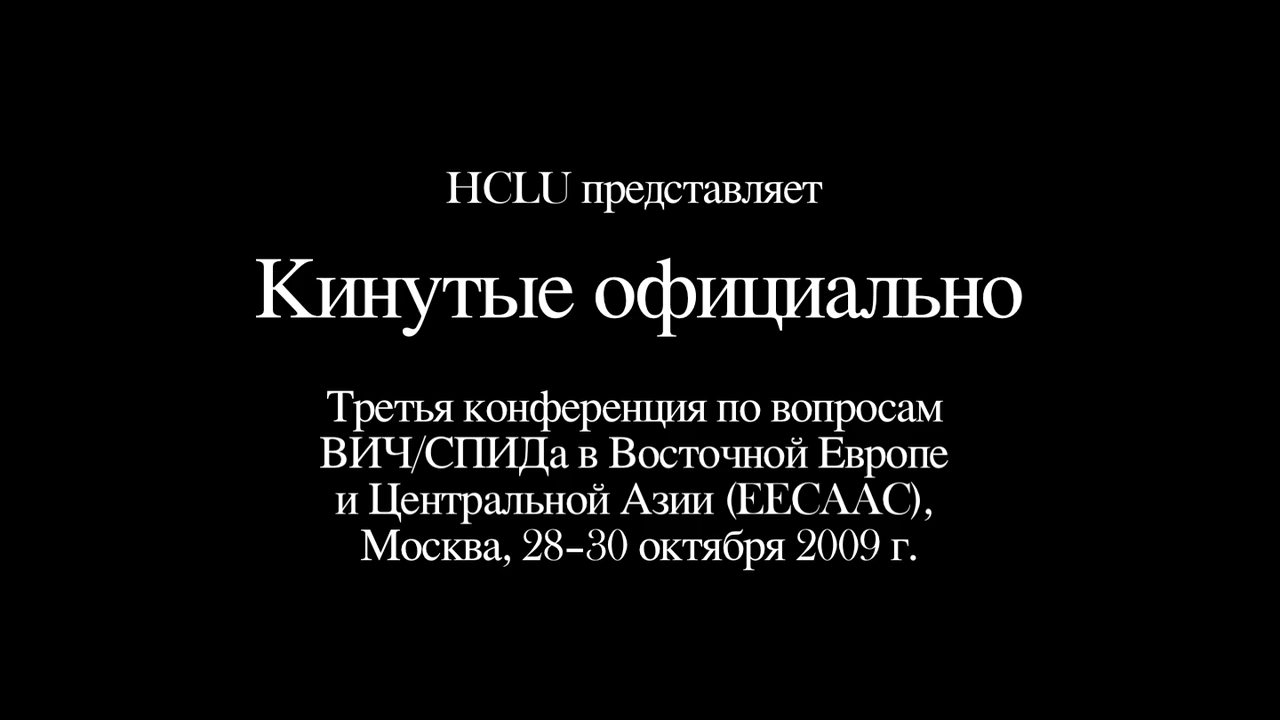 HCLU представляет
Кинутые официально
Третья конференция по вопросам
ВИЧ/СПИДа в Восточной Европе
и Центральной Азии (EECAAC),
Москва, 28-30 октября 2009 г.